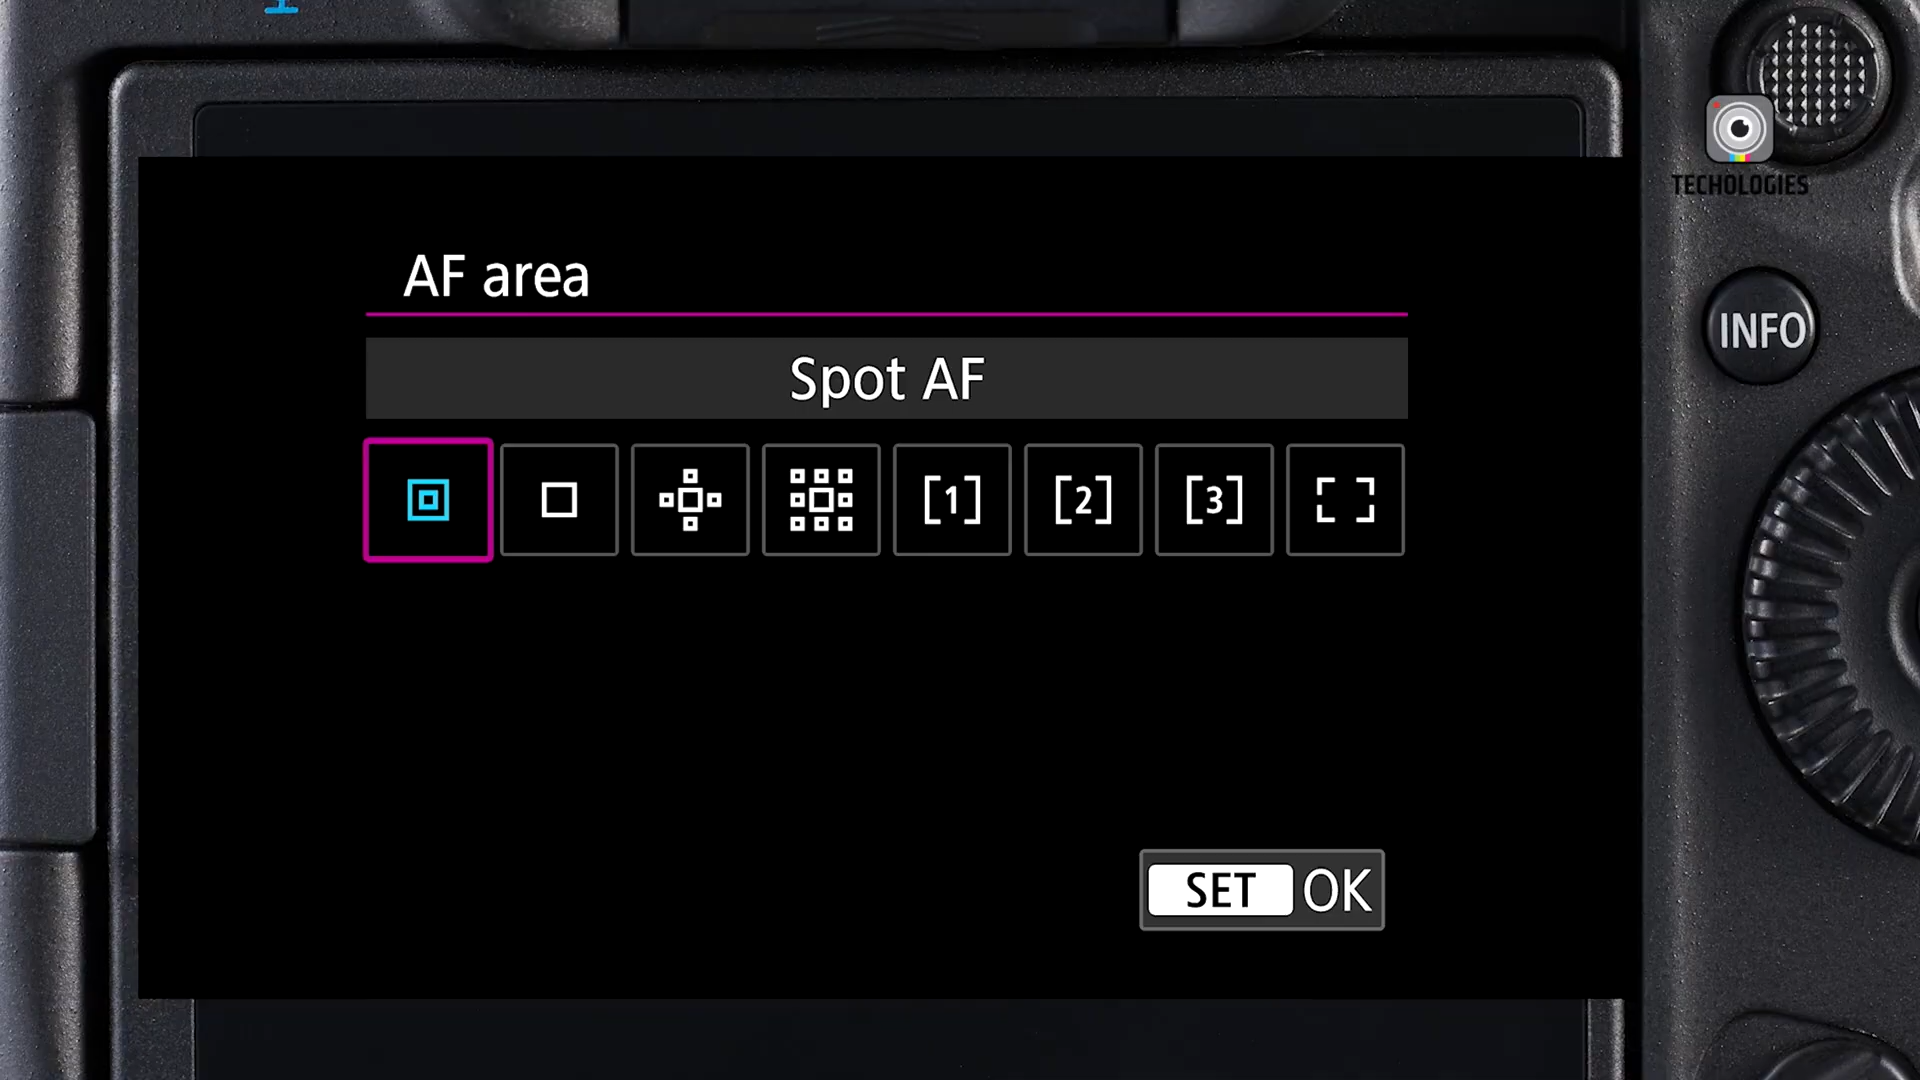 TECHOLOGIES
AF area
INFO
Spot AF
[1] [2] [3]
SET OK